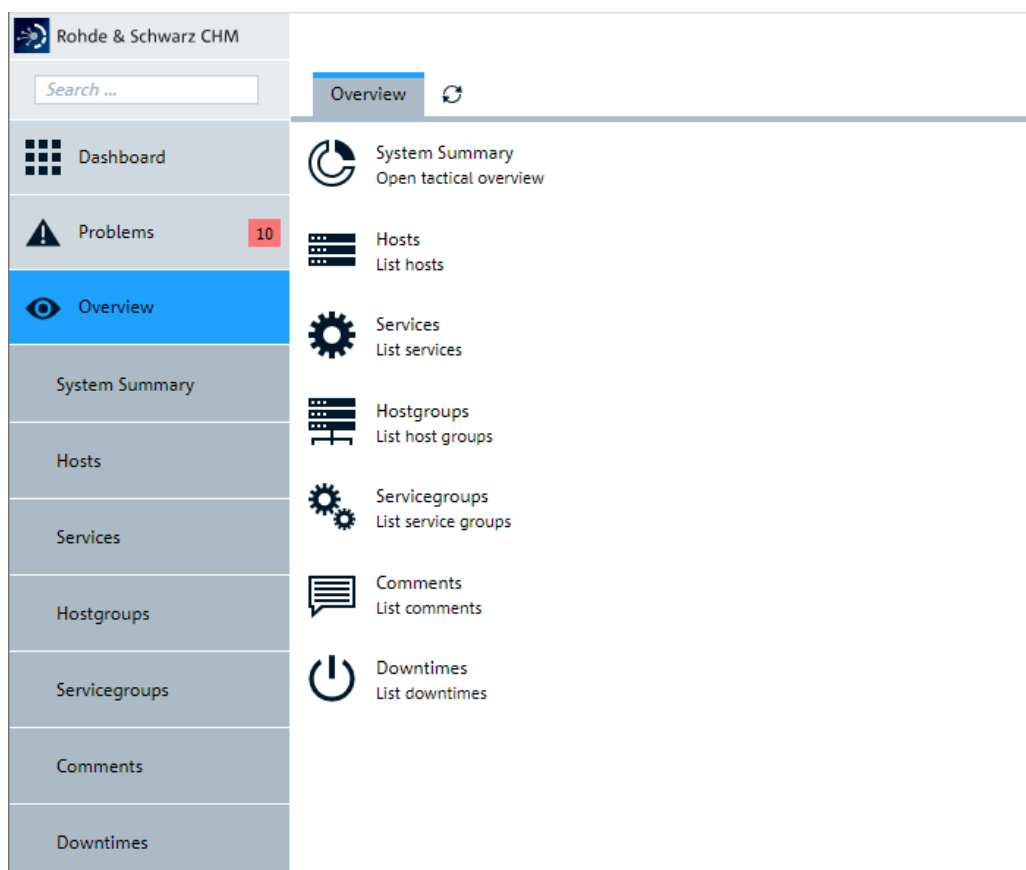 Rohde & Schwarz CHM
Search ...
Dashboard
Problems 10
Overview
System Summary
Hosts
Services
Hostgroups
Servicegroups
Comments
Downtimes
Overview
System Summary
Open tactical overview
Hosts
List hosts
Services
List services
Hostgroups
List host groups
Servicegroups
List service groups
Comments
List comments
Downtimes
List downtimes